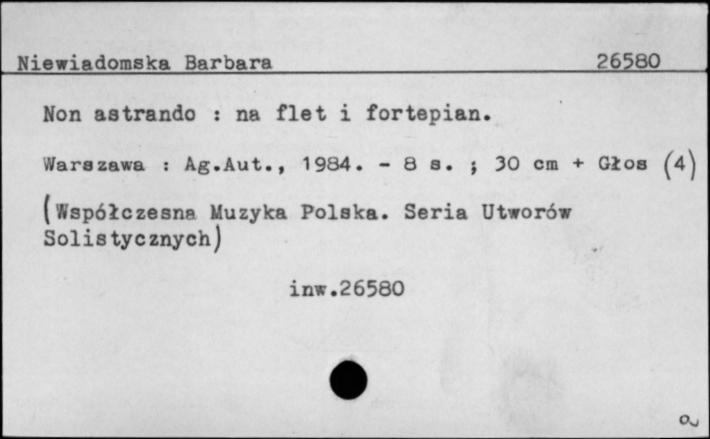 Niewiadomska Barbara 26580
Non astrando : na flet i fortepian.
Warszawa : Ag.Aut., 1984. - 8 s. ; 30 cm + Głos (4)
(Współczesna Muzyka Polska. Seria Utworów
Solistycznych)
inw.26580